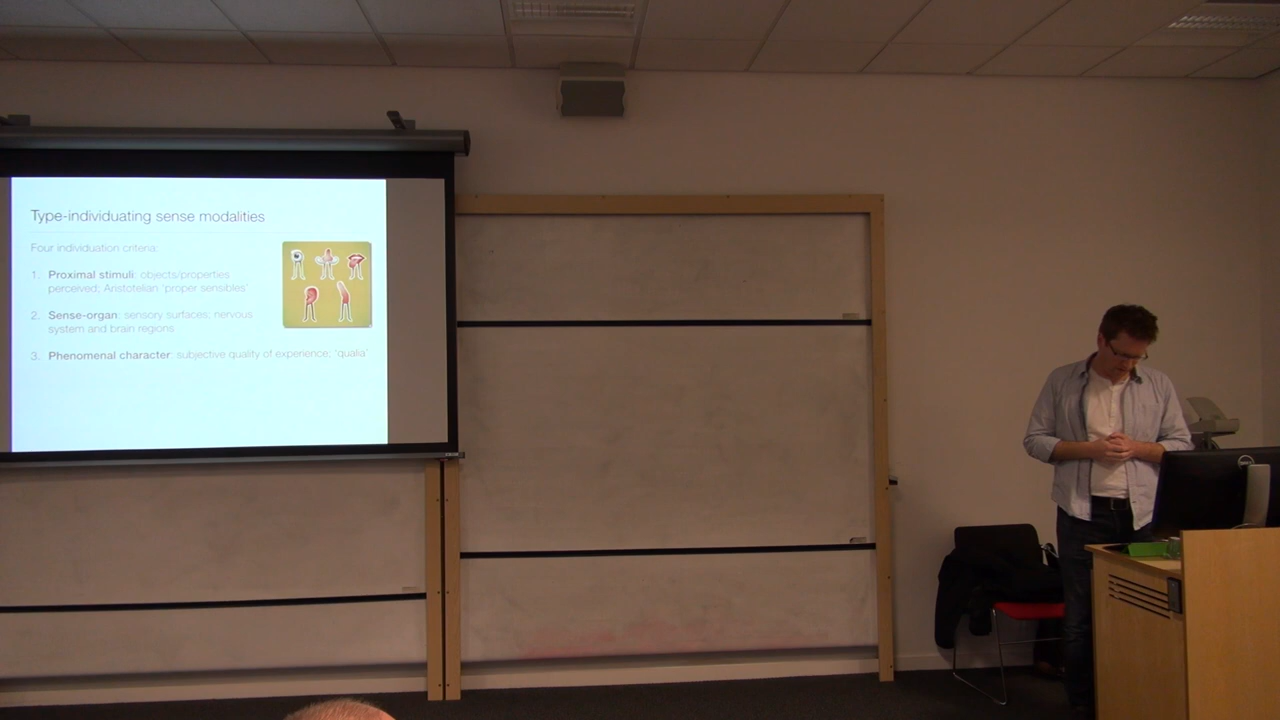 Type-individuating sense modalities
Four individuation criteria:
1. Proximal stimuli: objects/properties
perceived; Aristotelian 'proper sensibles'
2. Sense-organ: sensory surfaces; nervous
system and brain regions
3. Phenomenal character: subjective quality of experience; 'qualia'
DELL